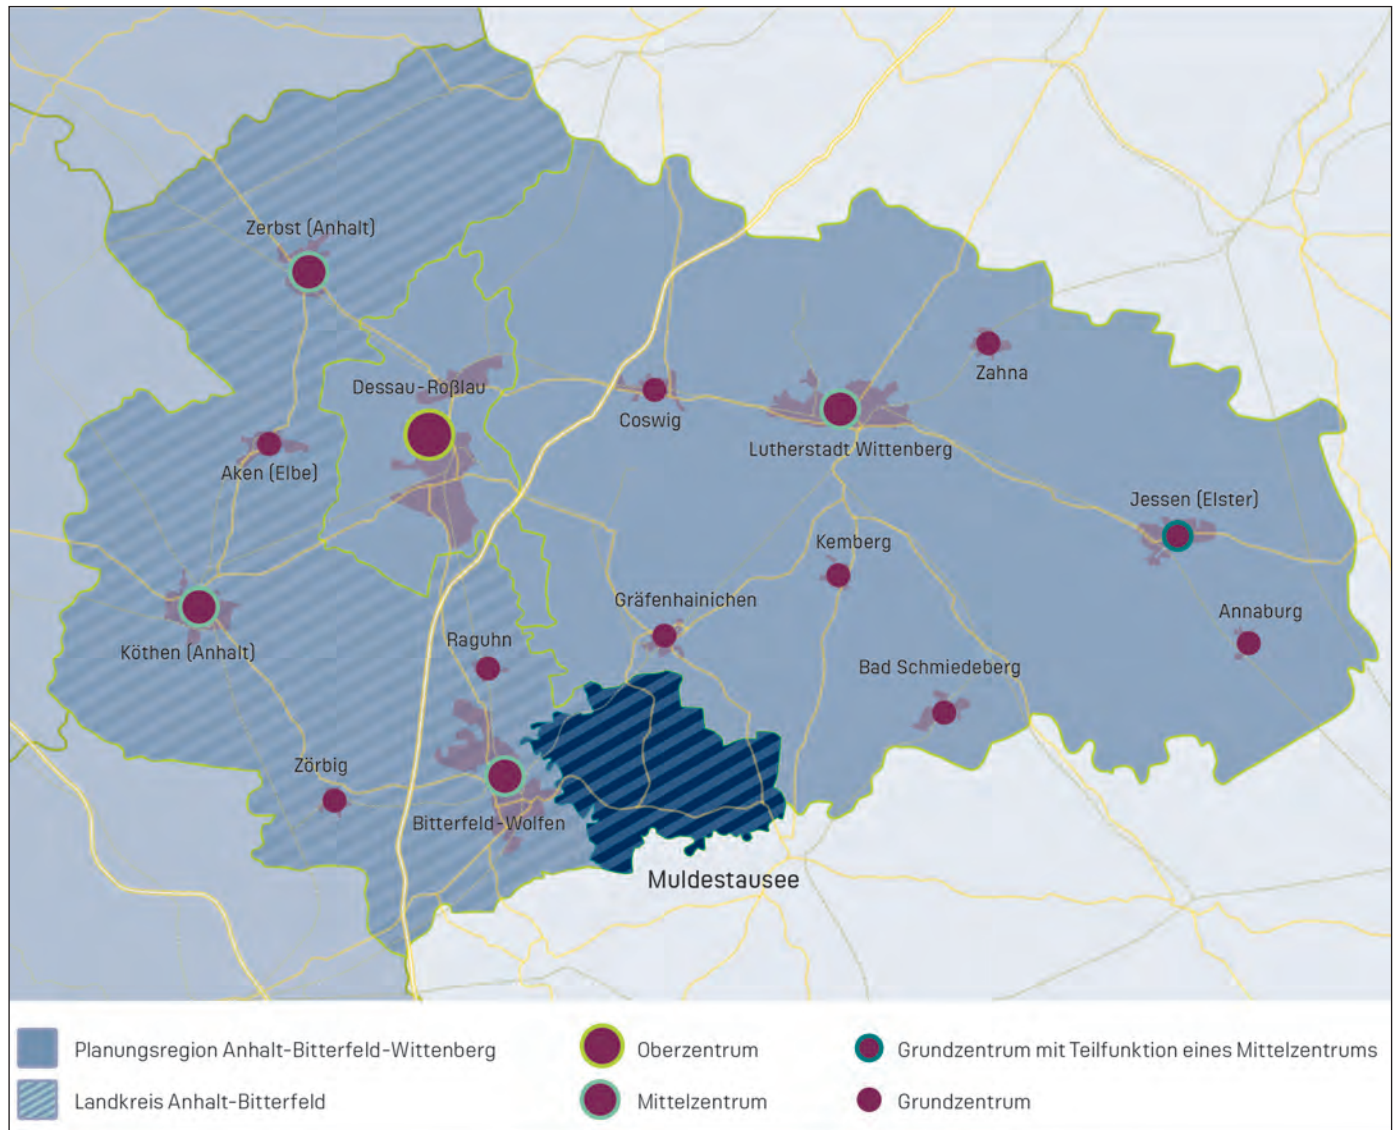 Zerbst (Anhalt)
Zahna
Dessau-Roßlau
Coswig
Lutherstadt Wittenberg
Aken (Elbe)
Jessen (Elster)
Kemberg
Gräfenhainichen
Annaburg
Raguhn
Köthen (Anhalt)
Bad Schmiedeberg
Zörbig
Bitterfeld-Wolfen
Muldestausee
Planungsregion Anhalt-Bitterfeld-Wittenberg
Landkreis Anhalt-Bitterfeld
Oberzentrum
Mittelzentrum
Grundzentrum mit Teilfunktion eines Mittelzentrums
Grundzentrum